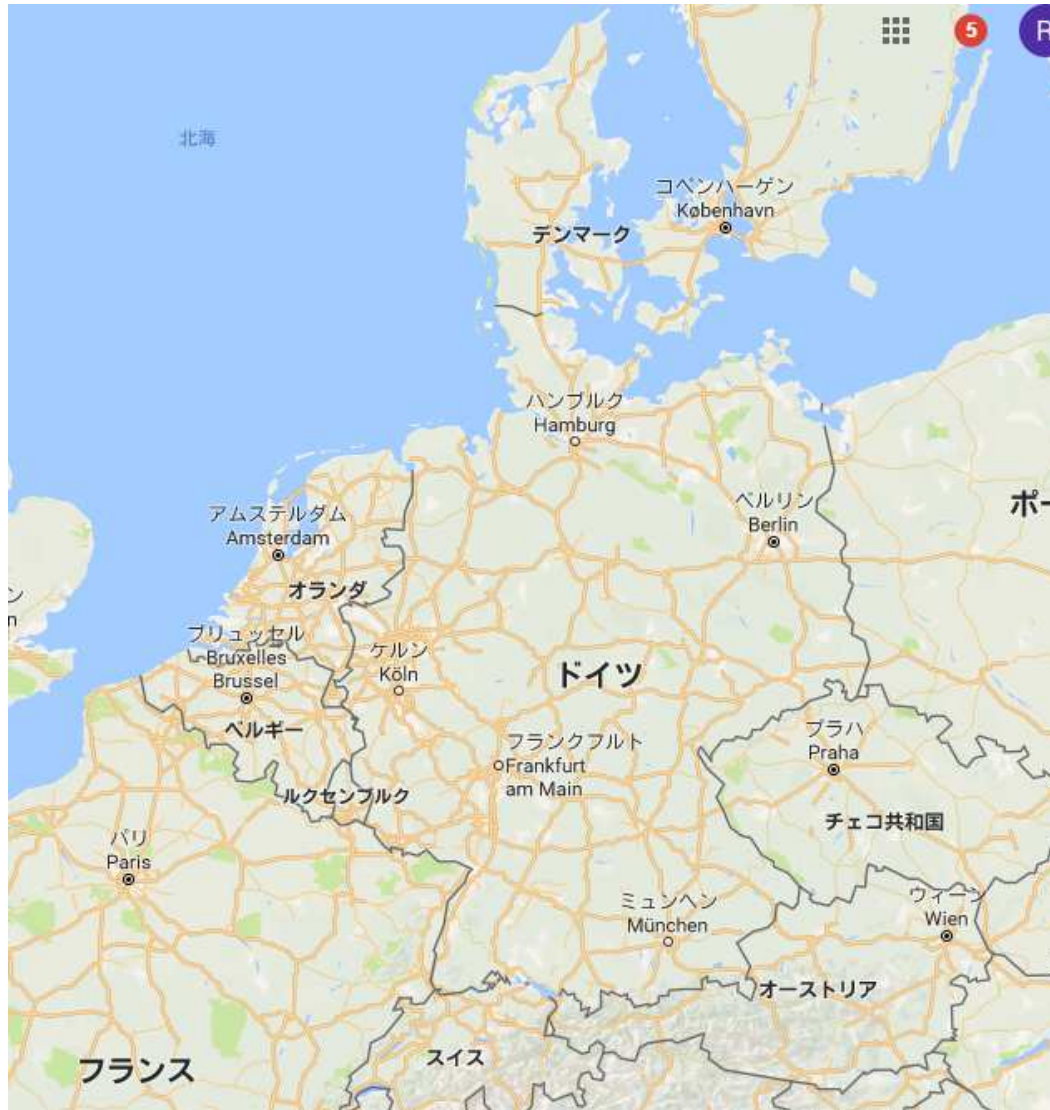 5
R
北海
コペンハーゲン
København
デンマーク
ハンブルク
Hamburg
ベルリン
Berlin
ポー
アムステルダム
Amsterdam
オランダ
ン
n
ブリュッセル
Bruxelles
Brussel
ベルギー
ケルン
Köln
ドイツ
フランクフルト
Frankfurt
am Main
プラハ
Praha
チェコ共和国
ルクセンブルク
パリ
Paris
ミュンヘン
München
ウィーン
Wien
オーストリア
スイス
フランス